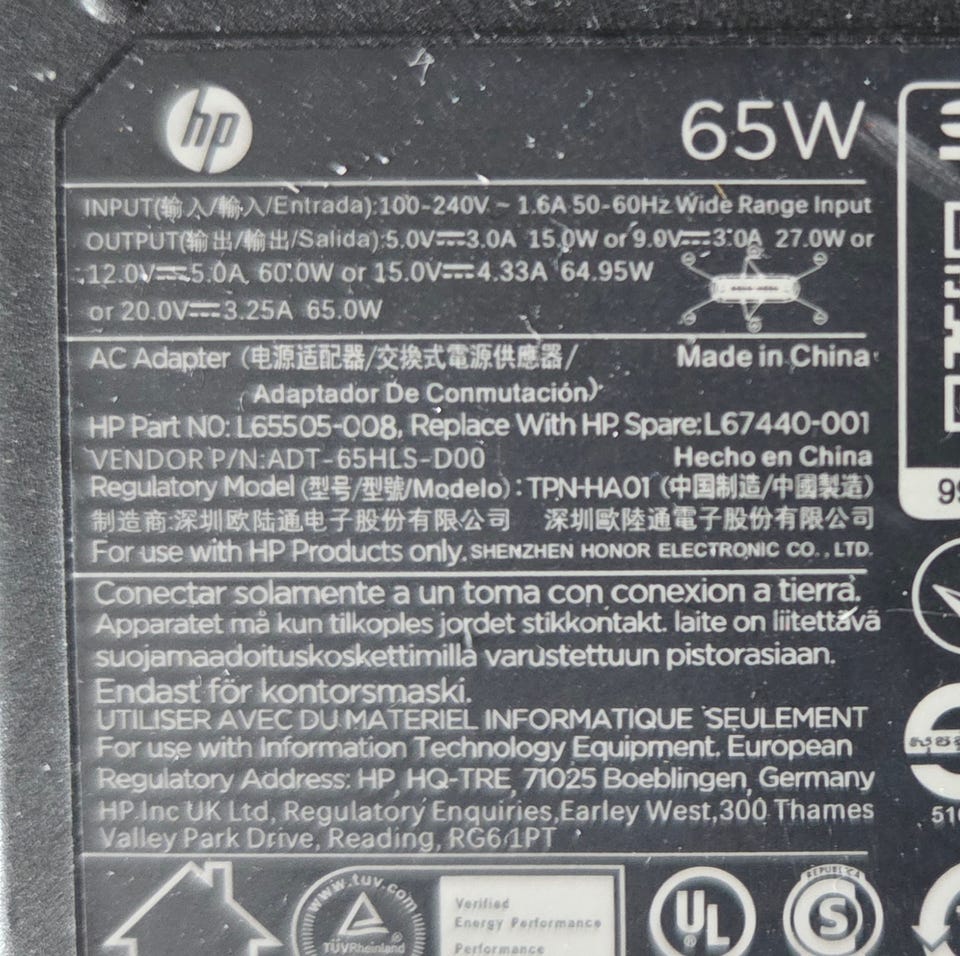 hp
65W
INPUT(输入/輸入/Entrada):100-240V ~ 1.6A 50-60Hz Wide Range Input
OUTPUT(输出/輸出/Salida):5.0V⎓3.0A 15.0W or 9.0V⎓3.0A 27.0W or
12.0V⎓5.0A 60.0W or 15.0V⎓4.33A 64.95W
or 20.0V⎓3.25A 65.0W
AC Adapter (电源适配器/交換式電源供應器/ Made in China
Adaptador De Conmutación)
HP Part NO: L65505-008, Replace With HP Spare:L67440-001
VENDOR P/N:ADT-65HLS-D00 Hecho en China
Regulatory Model (型号/型號/Modelo) : TPN-HA01 (中国制造/中國製造)
制造商:深圳欧陆通电子股份有限公司 深圳歐陸通電子股份有限公司
For use with HP Products only. SHENZHEN HONOR ELECTRONIC CO., LTD.
Conectar solamente a un toma con conexion a tierra.
Apparatet må kun tilkoples jordet stikkontakt. laite on liitettävä
suojamaadoituskoskettimilla varustettuun pistorasiaan.
Endast för kontorsmaski.
UTILISER AVEC DU MATERIEL INFORMATIQUE SEULEMENT
For use with Information Technology Equipment. European
Regulatory Address: HP, HQ-TRE, 71025 Boeblingen, Germany
HP Inc UK Ltd, Regulatory Enquiries,Earley West,300 Thames
Valley Park Drive, Reading, RG6 1PT
www.tuv.com
TÜVRheinland
Verified
Energy Performance
Performance
UL
REPUBLICA
S